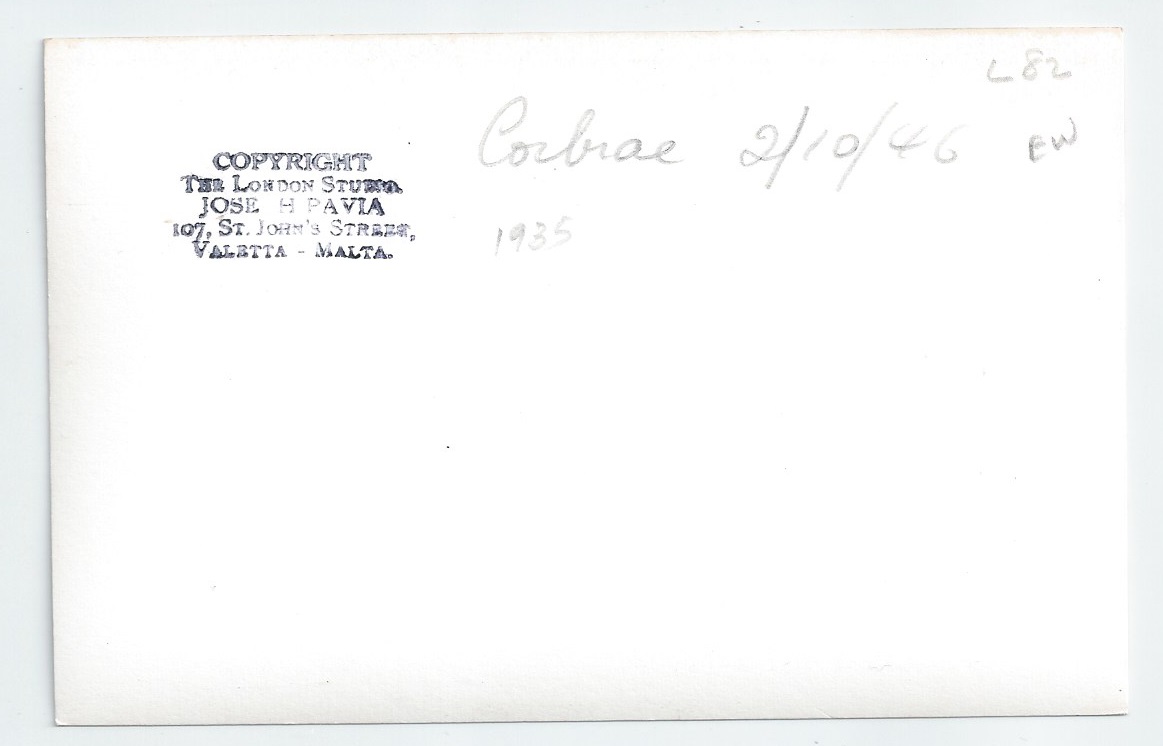 L82
Corbrae 2/10/46 EW
COPYRIGHT
THE LONDON STUDIO.
JOSE H PAVIA
107, ST. JOHN'S STREET,
VALETTA - MALTA.
1935